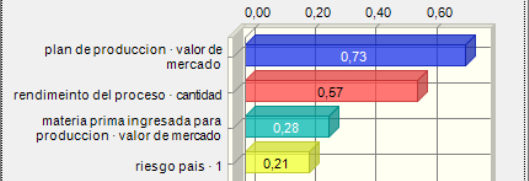 0,00 0,20 0,40 0,60
plan de produccion · valor de
mercado
0,73
rendimeinto del proceso · cantidad
0,57
materia prima ingresada para
produccion · valor de mercado
0,28
riesgo pais · 1
0,21